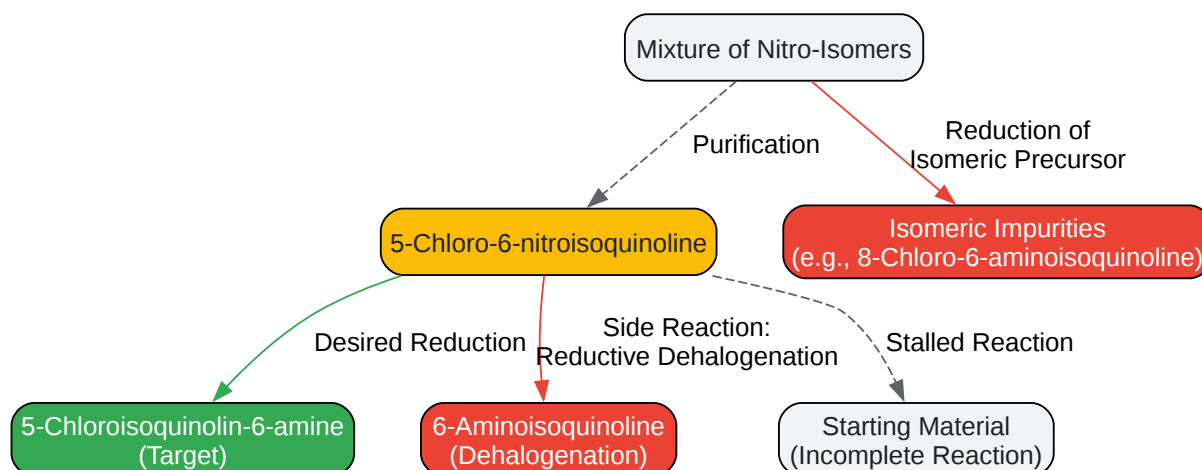 Mixture of Nitro-Isomers
Purification
Reduction of
Isomeric Precursor
5-Chloro-6-nitroisoquinoline
Isomeric Impurities
(e.g., 8-Chloro-6-aminoisoquinoline)
Desired Reduction
Side Reaction:
Reductive Dehalogenation
Stalled Reaction
5-Chloroisoquinolin-6-amine
(Target)
6-Aminoisoquinoline
(Dehalogenation)
Starting Material
(Incomplete Reaction)